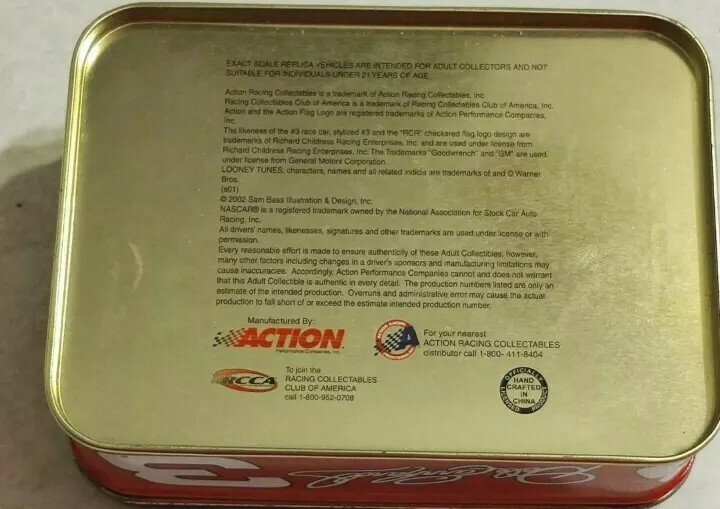 EXACT SCALE REPLICA VEHICLES ARE INTENDED FOR ADULT COLLECTORS AND NOT
SUITABLE FOR INDIVIDUALS UNDER 21 YEARS OF AGE
Action Racing Collectables is a trademark of Action Racing Collectables, Inc.
Racing Collectables Club of America is a trademark of Racing Collectables Club of America, Inc.
Action and the Action Flag Logo are registered trademarks of Action Performance Companies,
Inc.
The likeness of the #3 race car, stylized #3 and the "RCR" checkered flag logo design are
trademarks of Richard Childress Racing Enterprises, Inc. and are used under license from
Richard Childress Racing Enterprises, Inc. The Trademarks "Goodwrench" and "GM" are used
under license from General Motors Corporation.
LOONEY TUNES, characters, names and all related indicia are trademarks of and © Warner
Bros.
(s01)
© 2002 Sam Bass Illustration & Design, Inc.
NASCAR® is a registered trademark owned by the National Association for Stock Car Auto
Racing, Inc.
All drivers' names, likenesses, signatures and other trademarks are used under license or with
permission.
Every reasonable effort is made to ensure authenticity of these Adult Collectibles, however,
many other factors including changes in a driver's sponsors and manufacturing limitations may
cause inaccuracies. Accordingly, Action Performance Companies cannot and does not warrant
that this Adult Collectible is authentic in every detail. The production numbers listed are only an
estimate of the intended production. Overruns and administrative error may cause the actual
production to fall short of or exceed the estimate intended production number.
Manufactured By:
ACTION
Performance Companies, Inc.
A
For your nearest
ACTION RACING COLLECTABLES
distributor call 1-800- 411-8404
RCCA
To join the
RACING COLLECTABLES
CLUB OF AMERICA
call 1-800-952-0708
OFFICIALLY
HAND
CRAFTED
IN
CHINA
LICENSED PRODUCT
3